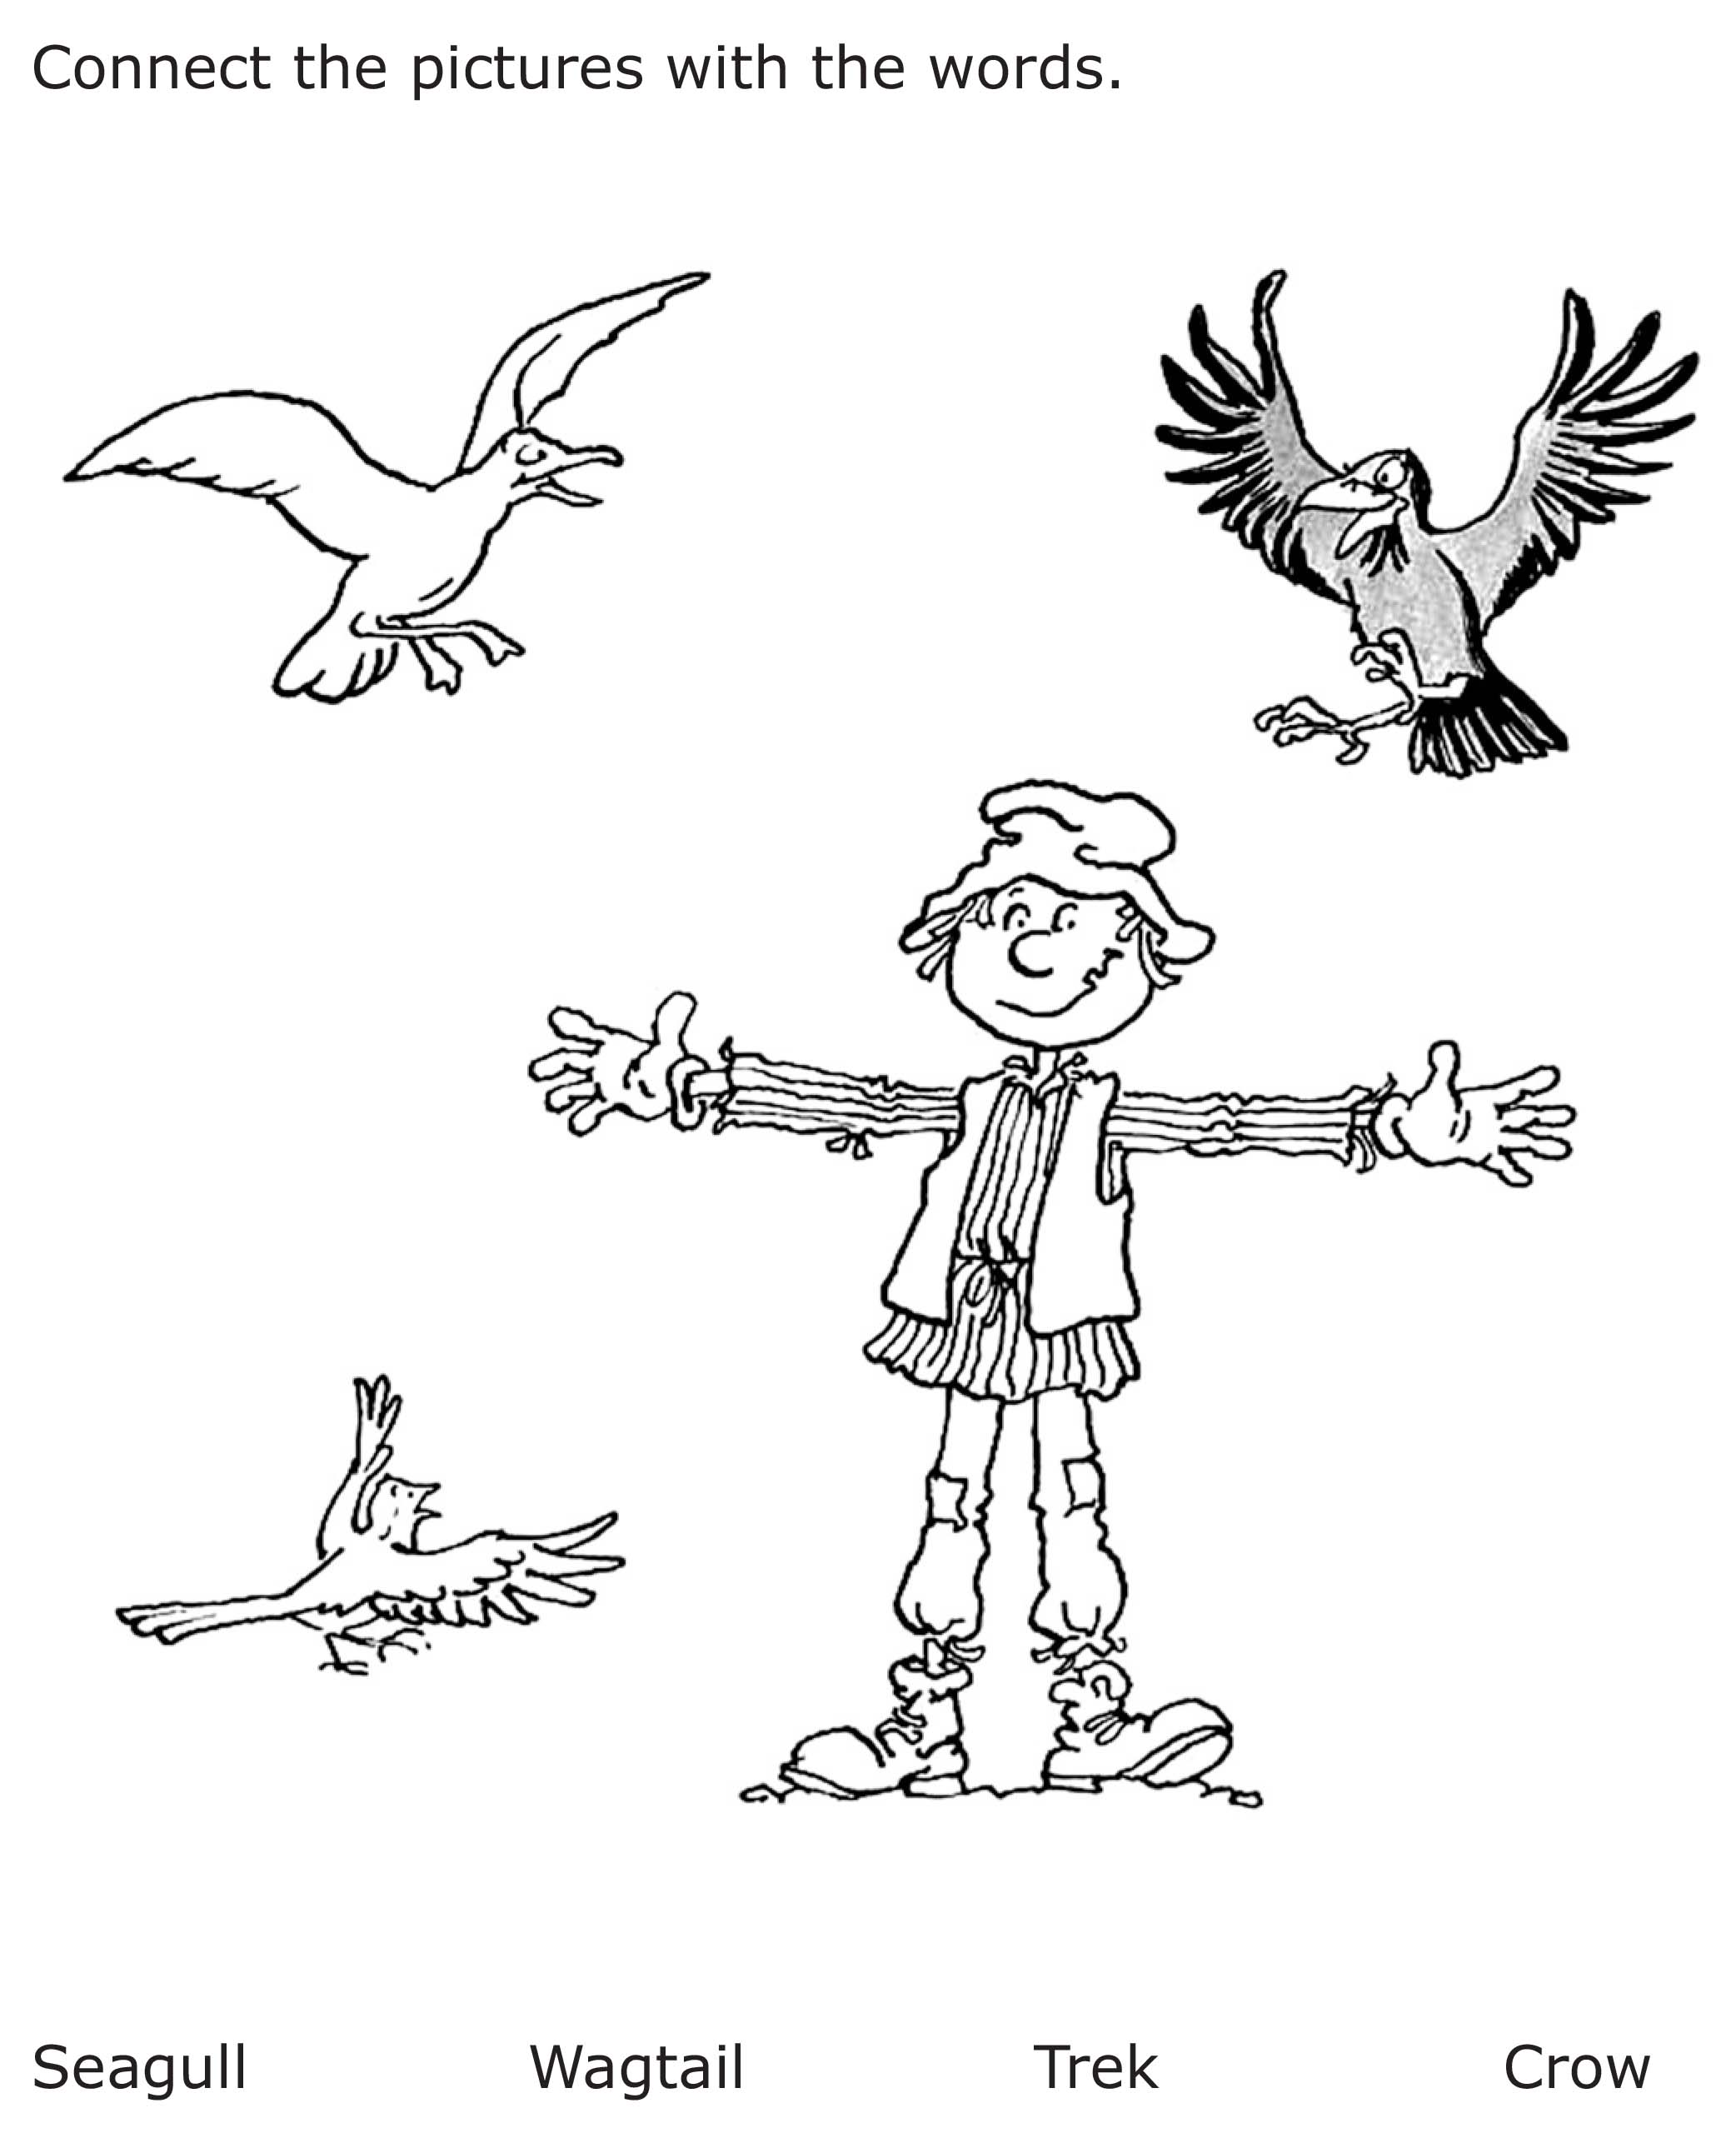 Connect the pictures with the words.
Seagull Wagtail Trek Crow